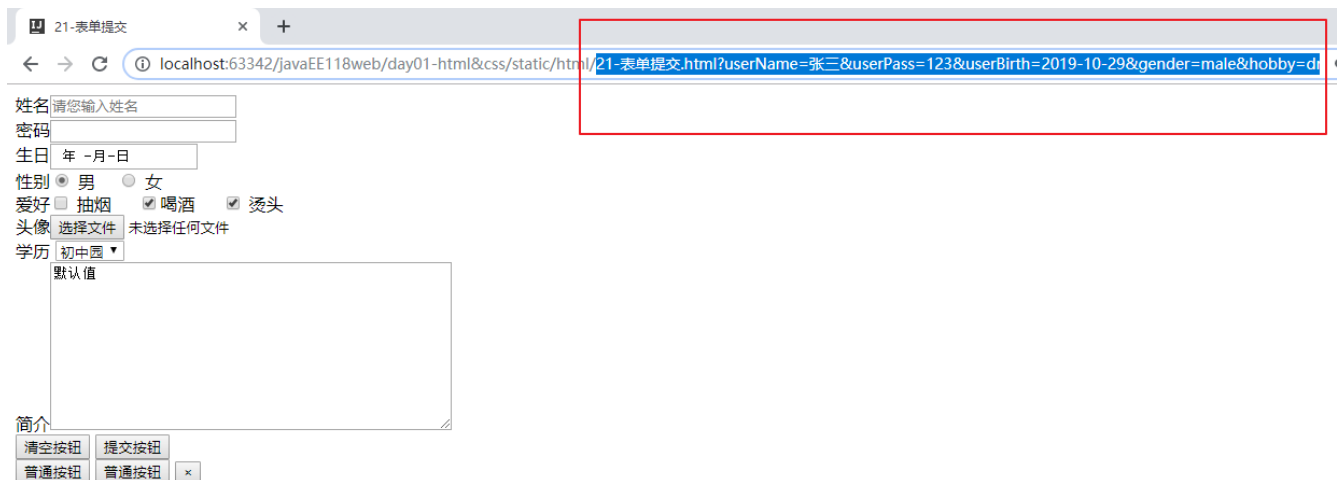 21-表单提交
localhost:63342/javaEE118web/day01-html&css/static/html/21-表单提交.html?userName=张三&userPass=123&userBirth=2019-10-29&gender=male&hobby=dr
姓名 请您输入姓名
密码
生日 年 -月-日
性别 男 女
爱好 抽烟 喝酒 烫头
头像 选择文件 未选择任何文件
学历 初中园
默认值
简介
清空按钮 提交按钮
普通按钮 普通按钮 ×